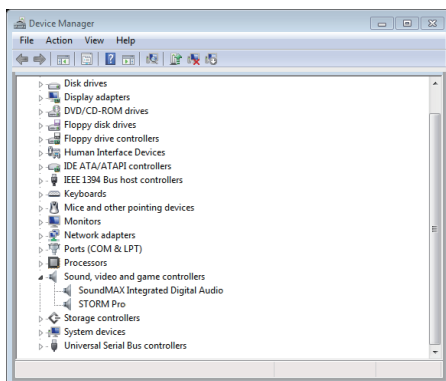 Device Manager
File Action View Help
Disk drives
Display adapters
DVD/CD-ROM drives
Floppy disk drives
Floppy drive controllers
Human Interface Devices
IDE ATA/ATAPI controllers
IEEE 1394 Bus host controllers
Keyboards
Mice and other pointing devices
Monitors
Network adapters
Ports (COM & LPT)
Processors
Sound, video and game controllers
SoundMAX Integrated Digital Audio
STORM Pro
Storage controllers
System devices
Universal Serial Bus controllers